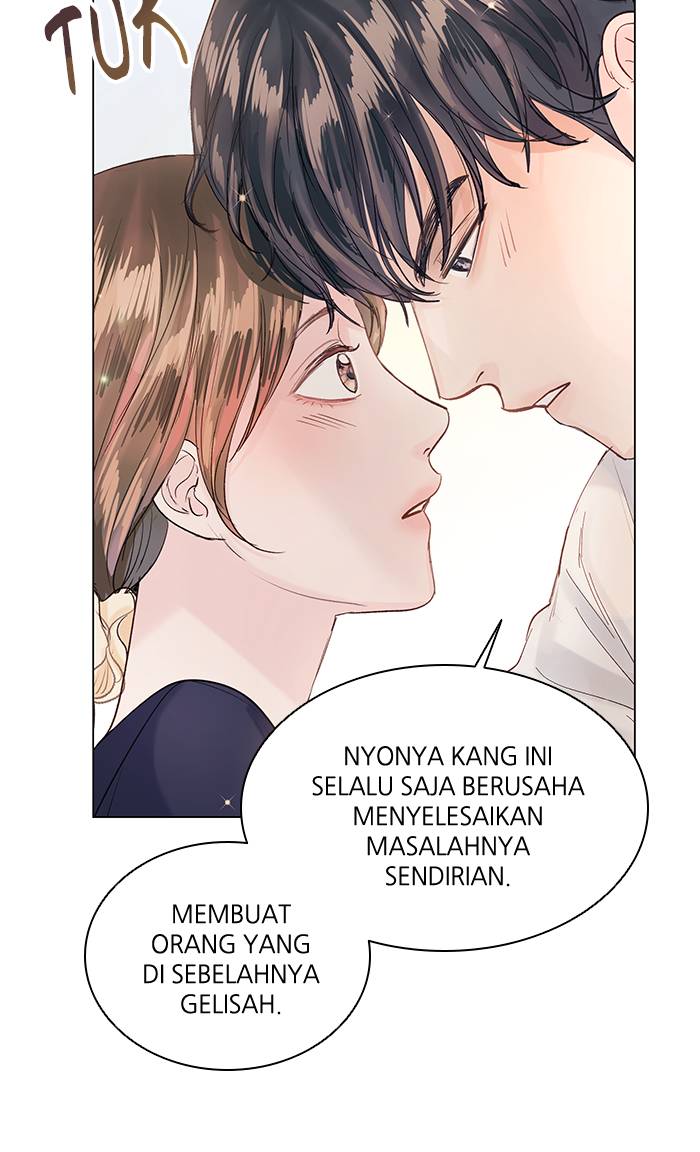 TUK
NYONYA KANG INI
SELALU SAJA BERUSAHA
MENYELESAIKAN
MASALAHNYA
SENDIRIAN.
MEMBUAT
ORANG YANG
DI SEBELAHNYA
GELISAH.